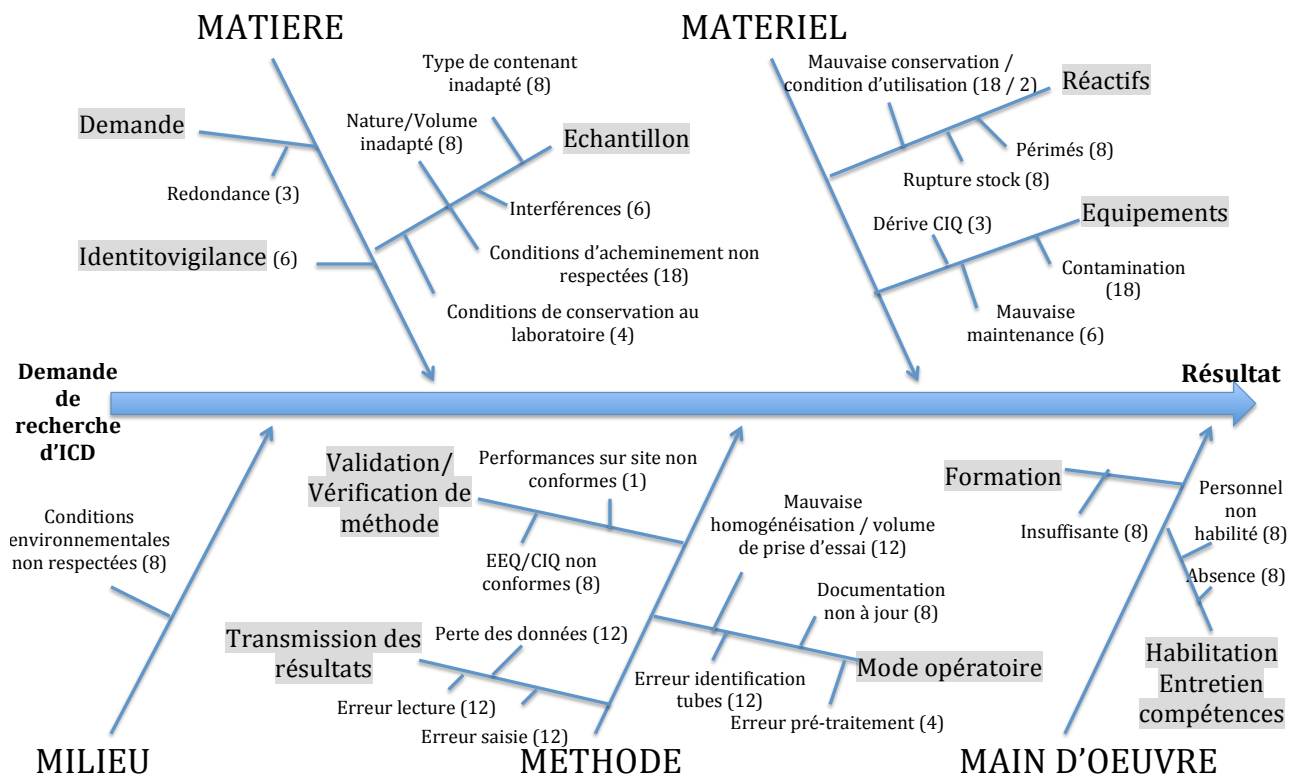 MATIERE
MATERIEL
Type de contenant
inadapté (8)
Mauvaise conservation /
condition d'utilisation (18 / 2)
Réactifs
Demande
Nature/Volume
inadapté (8)
Echantillon
Périmés (8)
Redondance (3)
Rupture stock (8)
Interférences (6)
Equipements
Dérive CIQ (3)
Identitovigilance (6)
Conditions d'acheminement non
respectées (18)
Contamination
(18)
Conditions de conservation au
laboratoire (4)
Mauvaise
maintenance (6)
Demande
de
recherche
d'ICD
Résultat
Validation/
Vérification de
méthode
Performances sur site non
conformes (1)
Formation
Mauvaise
homogénéisation / volume
de prise d'essai (12)
Personnel
non
habilité (8)
Conditions
environnementales
non respectées (8)
Insuffisante (8)
EEQ/CIQ non
conformes (8)
Absence (8)
Documentation
non à jour (8)
Transmission des
résultats
Perte des données (12)
Mode opératoire
Habilitation
Entretien
compétences
Erreur identification
tubes (12)
Erreur lecture (12)
Erreur pré-traitement (4)
Erreur saisie (12)
MILIEU
METHODE
MAIN D'OEUVRE